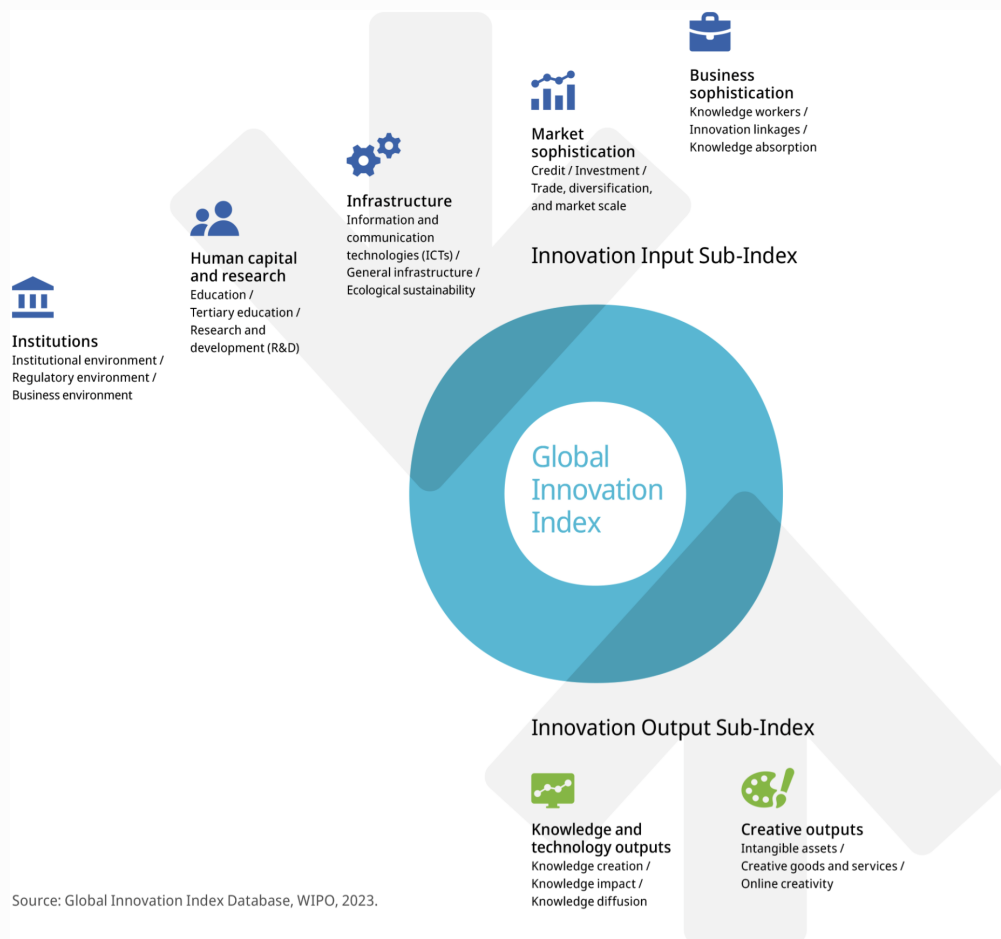 Business
sophistication
Knowledge workers /
Innovation linkages /
Knowledge absorption
Market
sophistication
Credit / Investment /
Trade, diversification,
and market scale
Infrastructure
Information and
communication
technologies (ICTs) /
General infrastructure /
Ecological sustainability
Human capital
and research
Education /
Tertiary education /
Research and
development (R&D)
Institutions
Institutional environment /
Regulatory environment /
Business environment
Innovation Input Sub-Index
Global
Innovation
Index
Innovation Output Sub-Index
Knowledge and
technology outputs
Knowledge creation /
Knowledge impact /
Knowledge diffusion
Creative outputs
Intangible assets /
Creative goods and services /
Online creativity
Source: Global Innovation Index Database, WIPO, 2023.